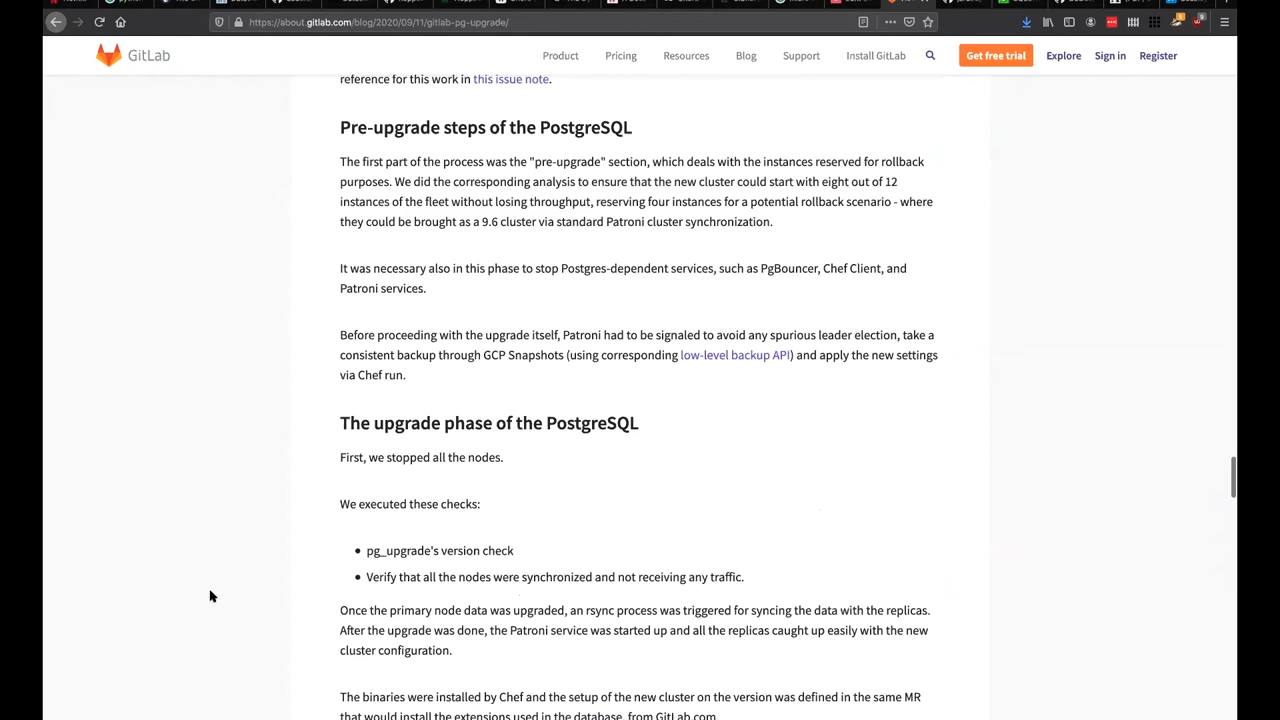 https://about.gitlab.com/blog/2020/09/11/gitlab-pg-upgrade/
GitLab
Product Pricing Resources Blog Support Install GitLab Get free trial Explore Sign in Register
reference for this work in this issue note.
Pre-upgrade steps of the PostgreSQL
The first part of the process was the "pre-upgrade" section, which deals with the instances reserved for rollback
purposes. We did the corresponding analysis to ensure that the new cluster could start with eight out of 12
instances of the fleet without losing throughput, reserving four instances for a potential rollback scenario - where
they could be brought as a 9.6 cluster via standard Patroni cluster synchronization.
It was necessary also in this phase to stop Postgres-dependent services, such as PgBouncer, Chef Client, and
Patroni services.
Before proceeding with the upgrade itself, Patroni had to be signaled to avoid any spurious leader election, take a
consistent backup through GCP Snapshots (using corresponding low-level backup API) and apply the new settings
via Chef run.
The upgrade phase of the PostgreSQL
First, we stopped all the nodes.
We executed these checks:
• pg_upgrade's version check
• Verify that all the nodes were synchronized and not receiving any traffic.
Once the primary node data was upgraded, an rsync process was triggered for syncing the data with the replicas.
After the upgrade was done, the Patroni service was started up and all the replicas caught up easily with the new
cluster configuration.
The binaries were installed by Chef and the setup of the new cluster on the version was defined in the same MR
that would install the extensions used in the database, from GitLab.com.